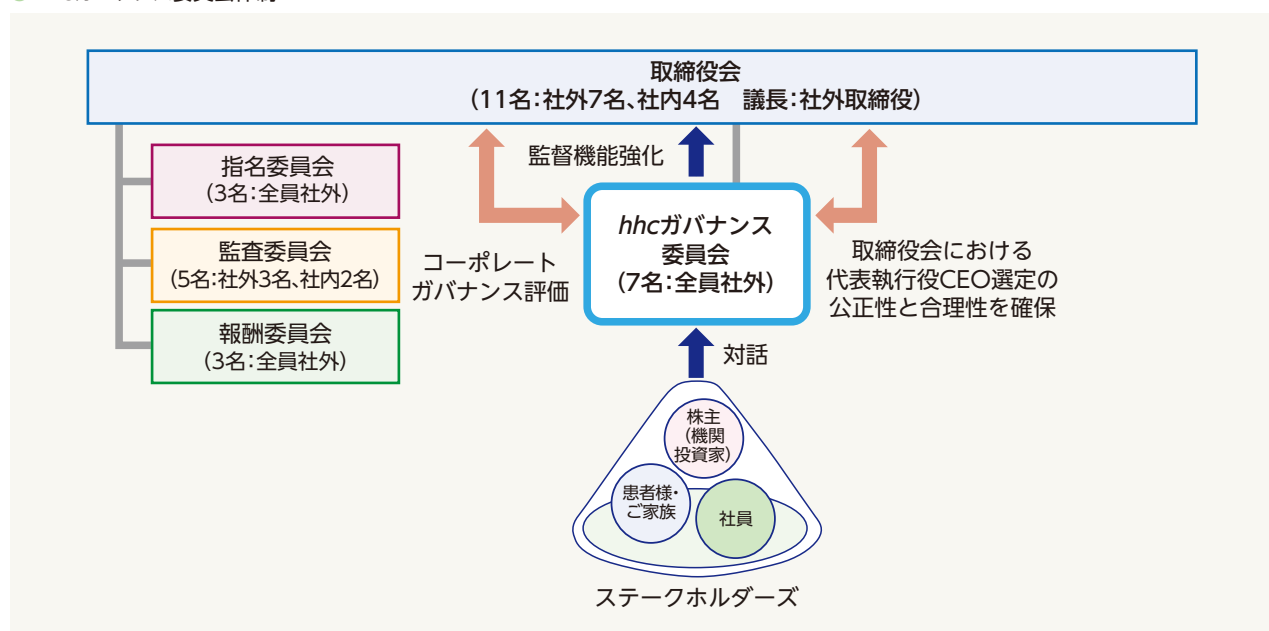 取締役会
（11名：社外7名、社内4名　議長：社外取締役）
指名委員会
（3名：全員社外）
監査委員会
（5名：社外3名、社内2名）
報酬委員会
（3名：全員社外）
監督機能強化
コーポレート
ガバナンス評価
hhcガバナンス
委員会
（7名：全員社外）
取締役会における
代表執行役CEO選定の
公正性と合理性を確保
対話
株主
（機関
投資家）
患者様・
ご家族
社員
ステークホルダーズ